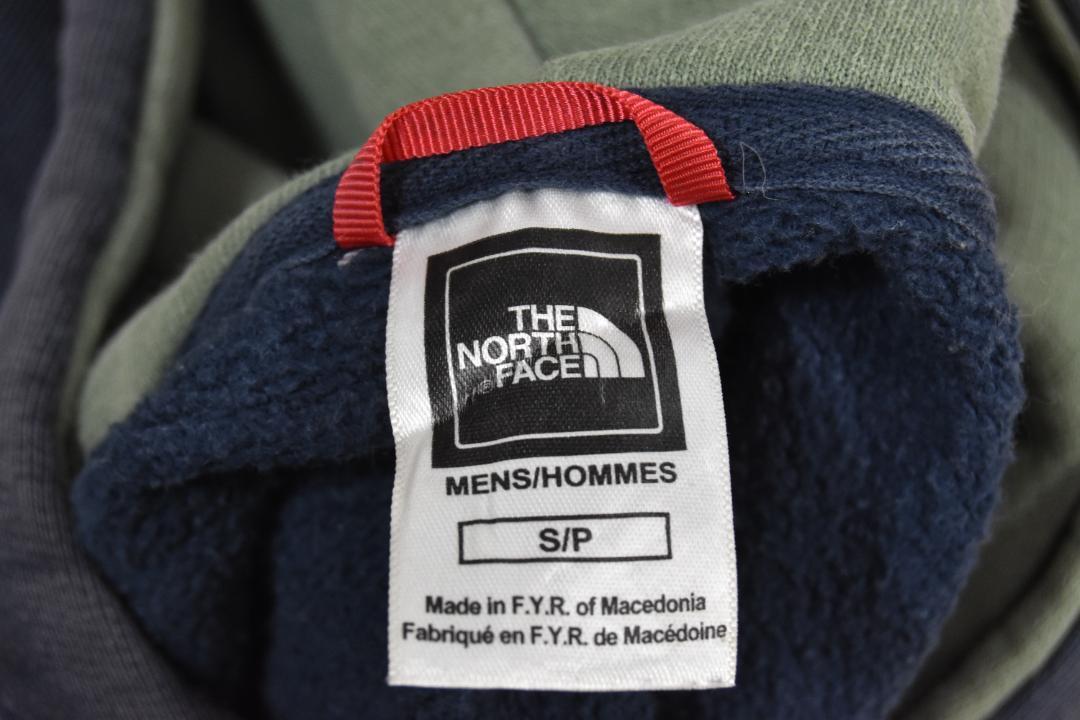 THE
NORTH
FACE
MENS/HOMMES
S/P
Made in F.Y.R. of Macedonia
Fabriqué en F.Y.R. de Macédoine